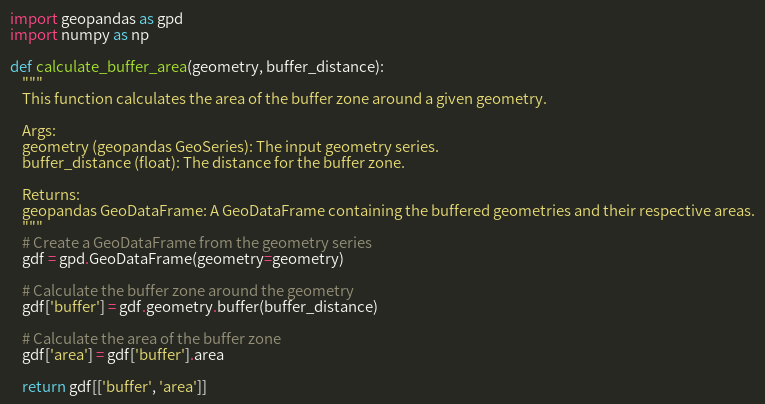 import geopandas as gpd
import numpy as np

def calculate_buffer_area(geometry, buffer_distance):
    """
    This function calculates the area of the buffer zone around a given geometry.

    Args:
    geometry (geopandas GeoSeries): The input geometry series.
    buffer_distance (float): The distance for the buffer zone.

    Returns:
    geopandas GeoDataFrame: A GeoDataFrame containing the buffered geometries and their respective areas.
    """
    # Create a GeoDataFrame from the geometry series
    gdf = gpd.GeoDataFrame(geometry=geometry)

    # Calculate the buffer zone around the geometry
    gdf['buffer'] = gdf.geometry.buffer(buffer_distance)

    # Calculate the area of the buffer zone
    gdf['area'] = gdf['buffer'].area

    return gdf[['buffer', 'area']]